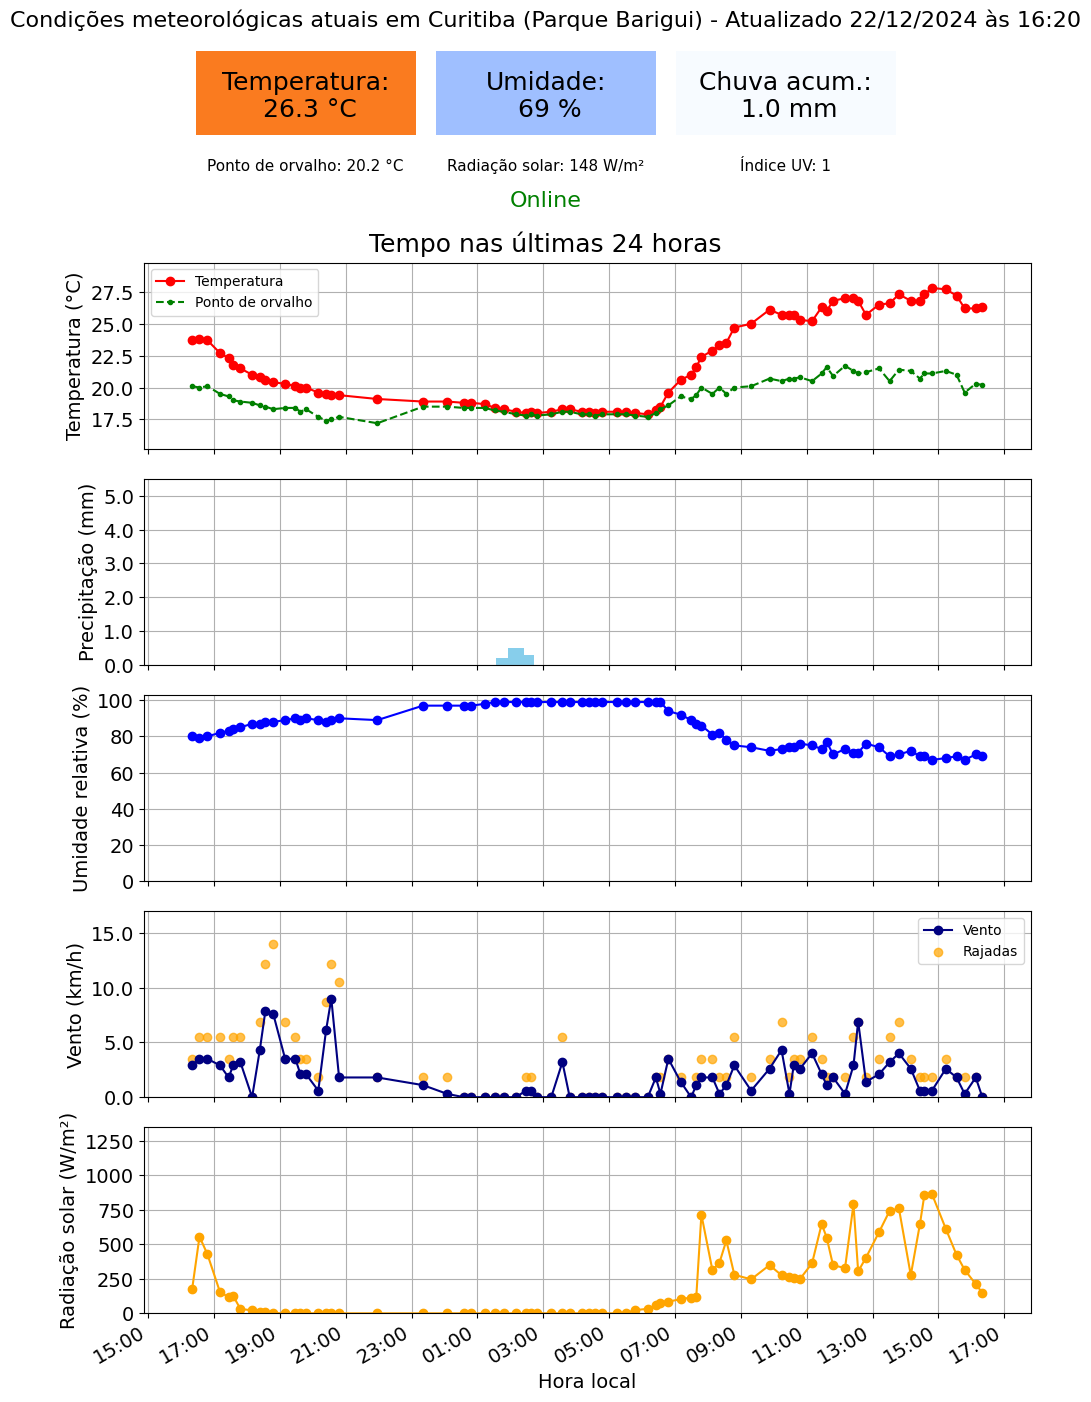 Condições meteorológicas atuais em Curitiba (Parque Barigui) - Atualizado 22/12/2024 às 16:20
Temperatura:
26.3 °C
Umidade:
69 %
Chuva acum.:
1.0 mm
Ponto de orvalho: 20.2 °C
Radiação solar: 148 W/m²
Índice UV: 1
Online
Tempo nas últimas 24 horas
Temperatura (°C)
27.5
25.0
22.5
20.0
17.5
Temperatura
Ponto de orvalho
Precipitação (mm)
5.0
4.0
3.0
2.0
1.0
0.0
Umidade relativa (%)
100
80
60
40
20
0
Vento (km/h)
15.0
10.0
5.0
0.0
Vento
Rajadas
Radiação solar (W/m²)
1250
1000
750
500
250
0
15:00
17:00
19:00
21:00
23:00
01:00
03:00
05:00
07:00
09:00
11:00
13:00
15:00
17:00
Hora local